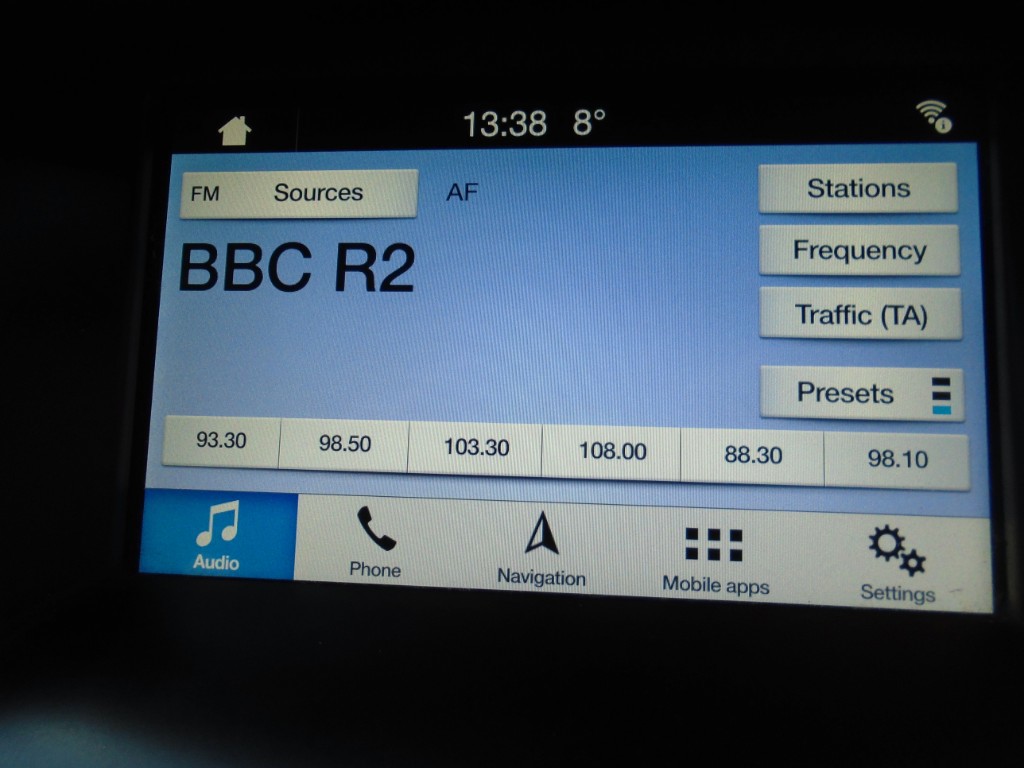 13:38 8°
FM Sources AF
Stations
BBC R2
Frequency
Traffic (TA)
Presets
93.30 98.50 103.30 108.00 88.30 98.10
Audio Phone Navigation Mobile apps Settings